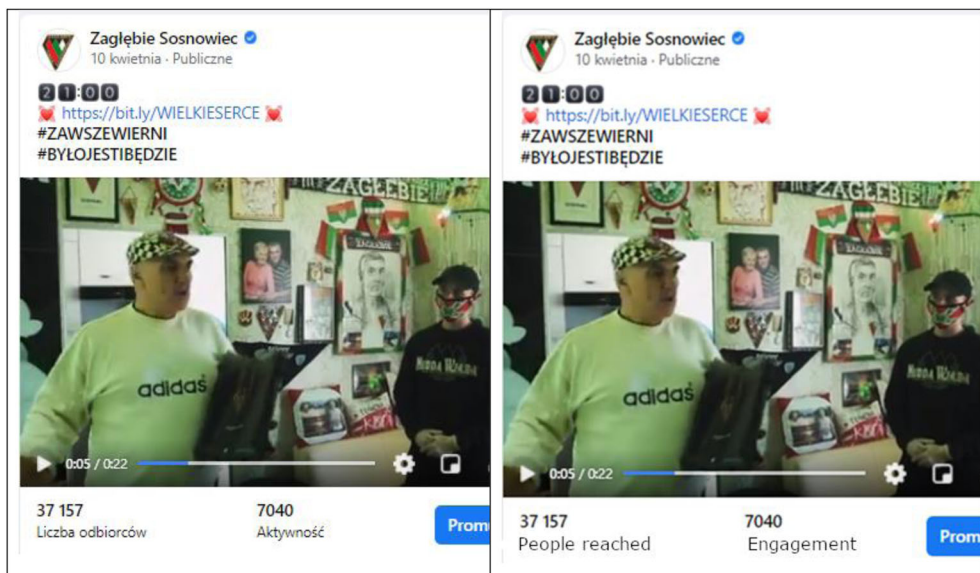 Zagłębie Sosnowiec
10 kwietnia · Publiczne
21:00
https://bit.ly/WIELKIESERCE
#ZAWSZEWIERNI
#BYŁOJESTIBĘDZIE
ZAGŁĘBIE
adidas
0:05 / 0:22
37 157
Liczba odbiorców
7040
Aktywność
Promu
Zagłębie Sosnowiec
10 kwietnia · Publiczne
21:00
https://bit.ly/WIELKIESERCE
#ZAWSZEWIERNI
#BYŁOJESTIBĘDZIE
ZAGŁĘBIE
adidas
0:05 / 0:22
37 157
People reached
7040
Engagement
Prom